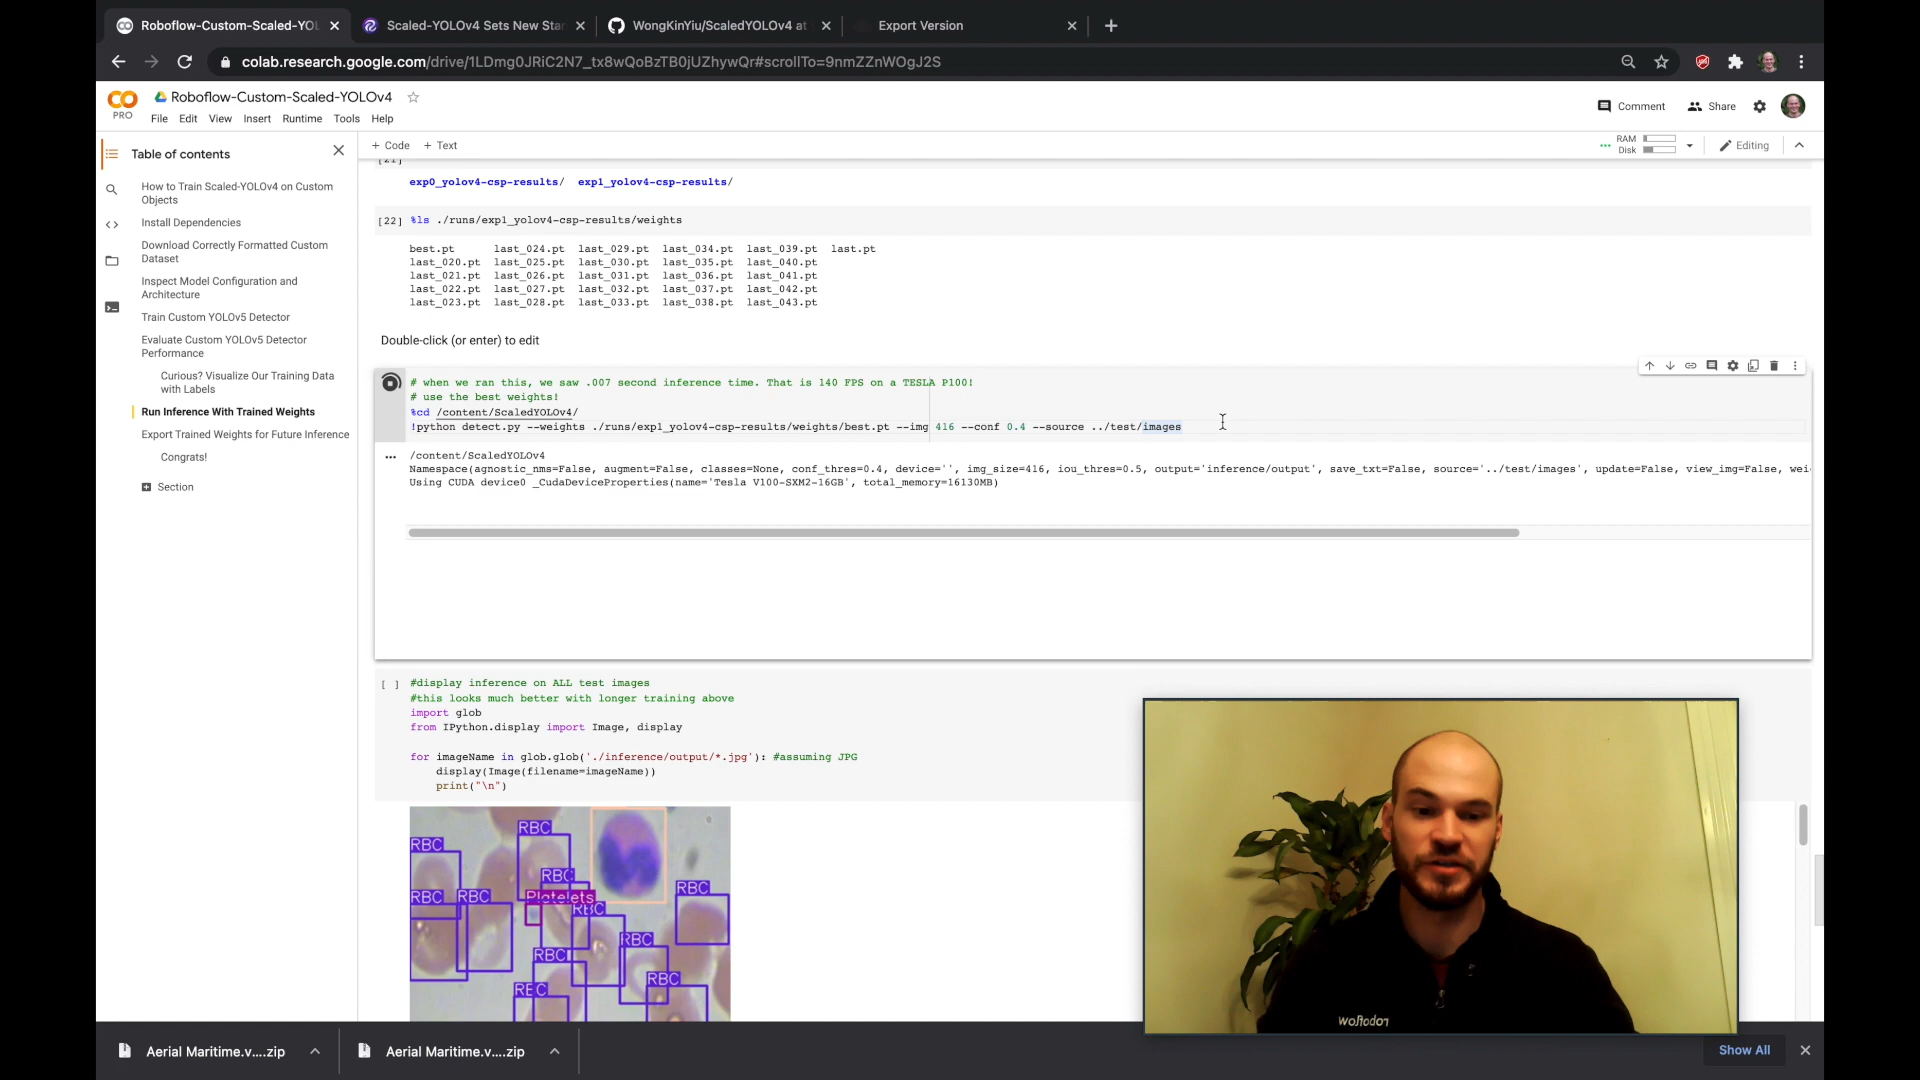 Roboflow-Custom-Scaled-YOL
Scaled-YOLOv4 Sets New Star
WongKinYiu/ScaledYOLOv4 at
Export Version
colab.research.google.com/drive/1LDmg0JRiC2N7_tx8wQoBzTB0jUZhywQr#scrollTo=9nmZZnWOgJ2S
CO PRO
Roboflow-Custom-Scaled-YOLOv4
File Edit View Insert Runtime Tools Help
Comment
Share
Table of contents
+ Code + Text
RAM
Disk
Editing
How to Train Scaled-YOLOv4 on Custom
Objects
Install Dependencies
Download Correctly Formatted Custom
Dataset
Inspect Model Configuration and
Architecture
Train Custom YOLOv5 Detector
Evaluate Custom YOLOv5 Detector
Performance
Curious? Visualize Our Training Data
with Labels
Run Inference With Trained Weights
Export Trained Weights for Future Inference
Congrats!
Section
[21]
exp0_yolov4-csp-results/ exp1_yolov4-csp-results/
[22] %ls ./runs/exp1_yolov4-csp-results/weights
best.pt last_024.pt last_029.pt last_034.pt last_039.pt last.pt
last_020.pt last_025.pt last_030.pt last_035.pt last_040.pt
last_021.pt last_026.pt last_031.pt last_036.pt last_041.pt
last_022.pt last_027.pt last_032.pt last_037.pt last_042.pt
last_023.pt last_028.pt last_033.pt last_038.pt last_043.pt
Double-click (or enter) to edit
# when we ran this, we saw .007 second inference time. That is 140 FPS on a TESLA P100!
# use the best weights!
%cd /content/ScaledYOLOv4/
!python detect.py --weights ./runs/exp1_yolov4-csp-results/weights/best.pt --img 416 --conf 0.4 --source ../test/images
/content/ScaledYOLOv4
Namespace(agnostic_nms=False, augment=False, classes=None, conf_thres=0.4, device='', img_size=416, iou_thres=0.5, output='inference/output', save_txt=False, source='../test/images', update=False, view_img=False, wei
Using CUDA device0 _CudaDeviceProperties(name='Tesla V100-SXM2-16GB', total_memory=16130MB)
[ ] #display inference on ALL test images
#this looks much better with longer training above
import glob
from IPython.display import Image, display
for imageName in glob.glob('./inference/output/*.jpg'): #assuming JPG
display(Image(filename=imageName))
print("\n")
RBC
RBC
RBC
RBC
RBC
RBC
Platelets
RBC
RBC
RBC
RBC
RBC
roboflow
Aerial Maritime.v....zip
Aerial Maritime.v....zip
Show All